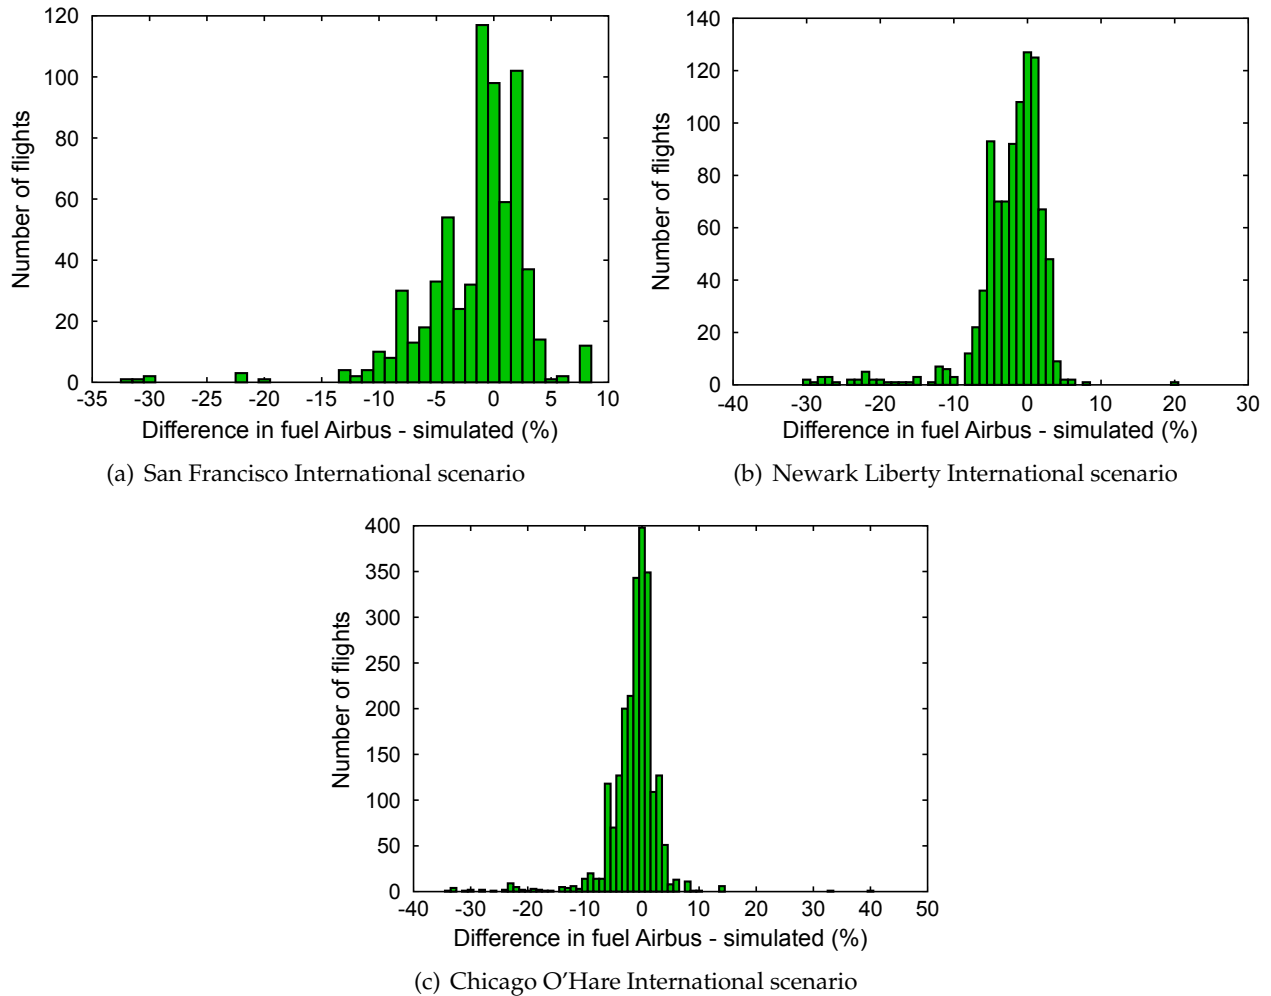 120
100
80
60
40
20
0
Number of flights
-35 -30 -25 -20 -15 -10 -5 0 5 10
Difference in fuel Airbus - simulated (%)
(a) San Francisco International scenario
140
120
100
80
60
40
20
0
Number of flights
-40 -30 -20 -10 0 10 20 30
Difference in fuel Airbus - simulated (%)
(b) Newark Liberty International scenario
400
350
300
250
200
150
100
50
0
Number of flights
-40 -30 -20 -10 0 10 20 30 40 50
Difference in fuel Airbus - simulated (%)
(c) Chicago O’Hare International scenario